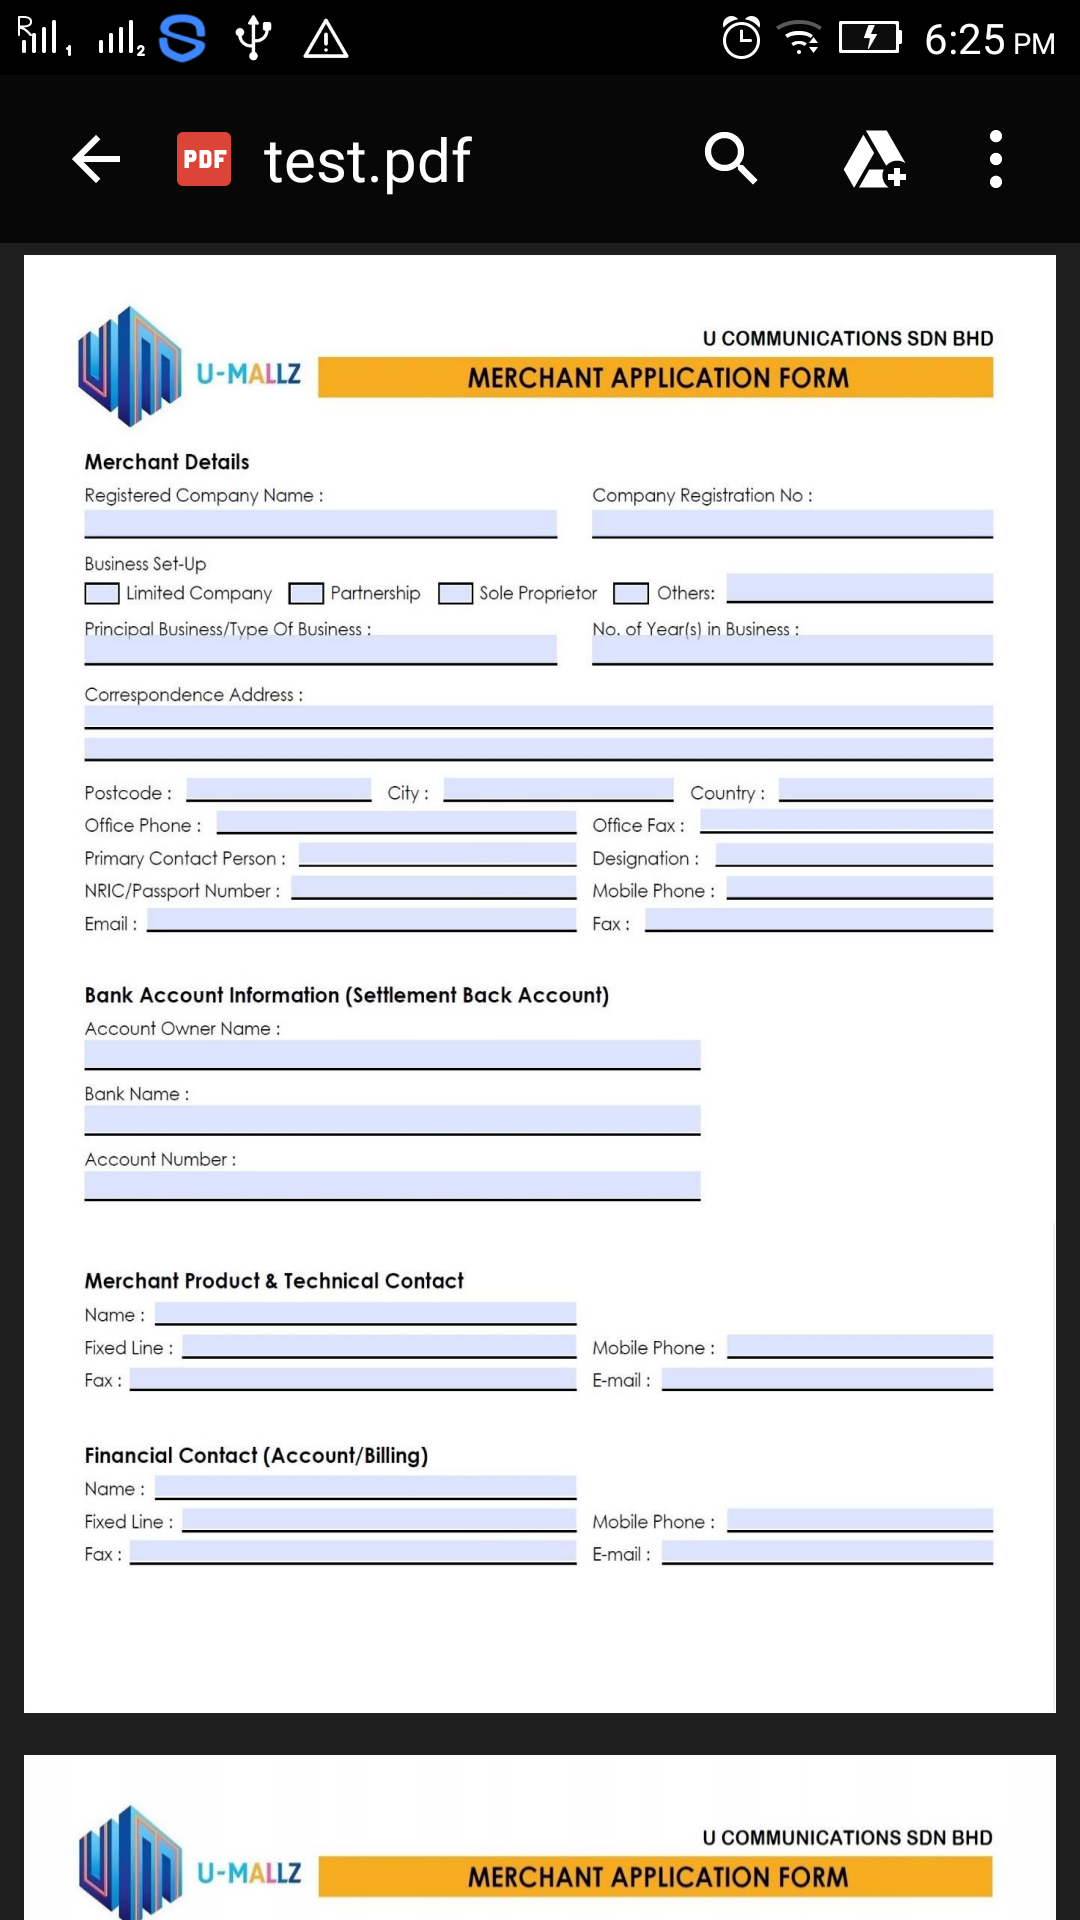 R 1 2 6:25 PM
PDF test.pdf
U COMMUNICATIONS SDN BHD
U-MALLZ MERCHANT APPLICATION FORM
Merchant Details
Registered Company Name : Company Registration No :
Business Set-Up
Limited Company Partnership Sole Proprietor Others:
Principal Business/Type Of Business : No. of Year(s) in Business :
Correspondence Address :
Postcode : City : Country :
Office Phone : Office Fax :
Primary Contact Person : Designation :
NRIC/Passport Number : Mobile Phone :
Email : Fax :
Bank Account Information (Settlement Back Account)
Account Owner Name :
Bank Name :
Account Number :
Merchant Product & Technical Contact
Name :
Fixed Line : Mobile Phone :
Fax : E-mail :
Financial Contact (Account/Billing)
Name :
Fixed Line : Mobile Phone :
Fax : E-mail :
U COMMUNICATIONS SDN BHD
U-MALLZ MERCHANT APPLICATION FORM